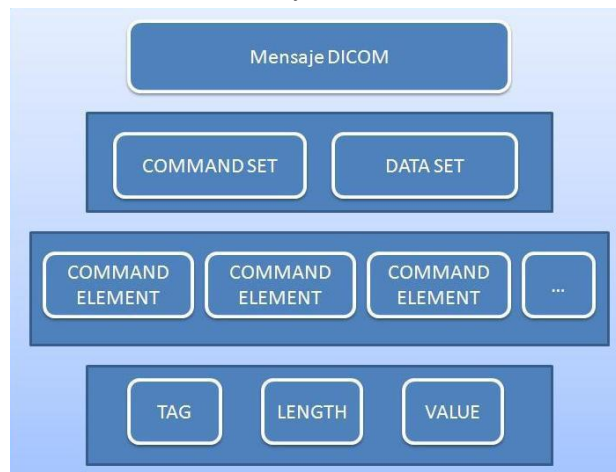 Mensaje DICOM
COMMAND SET
DATA SET
COMMAND
ELEMENT
COMMAND
ELEMENT
COMMAND
ELEMENT
...
TAG
LENGTH
VALUE